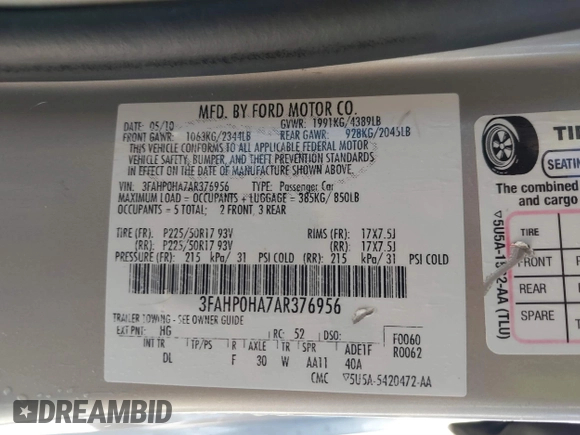 MFD. BY FORD MOTOR CO.
DATE: 05/10 GVWR: 1991KG/4389LB
FRONT GAWR: 1063KG/2344LB REAR GAWR: 928KG/2045LB
THIS VEHICLE CONFORMS TO ALL APPLICABLE FEDERAL MOTOR
VEHICLE SAFETY, BUMPER, AND THEFT PREVENTION STANDARDS
IN EFFECT ON THE DATE OF MANUFACTURE SHOWN ABOVE.
VIN: 3FAHP0HA7AR376956 TYPE: Passenger Car
MAXIMUM LOAD = OCCUPANTS + LUGGAGE = 385KG/850LB
OCCUPANTS = 5 TOTAL; 2 FRONT, 3 REAR
TIRE (FR): P225/50R17 93V RIMS (FR): 17X7.5J
(RR): P225/50R17 93V (RR): 17X7.5J
PRESSURE (FR): 215 kPa/ 31 PSI COLD (RR): 215 kPa/ 31 PSI COLD
3FAHP0HA7AR376956
TRAILER TOWING - SEE OWNER GUIDE
EXT PNT: HG RC: 52 DSO: F0060
INT TR TP/PS R AXLE TR SPR ADE1F R0062
DL F 30 W AA11 40A
CMC ▽5U5A-5420472-AA
TIR
SEATIN
The combined
and cargo
TIRE
FRONT
REAR
SPARE